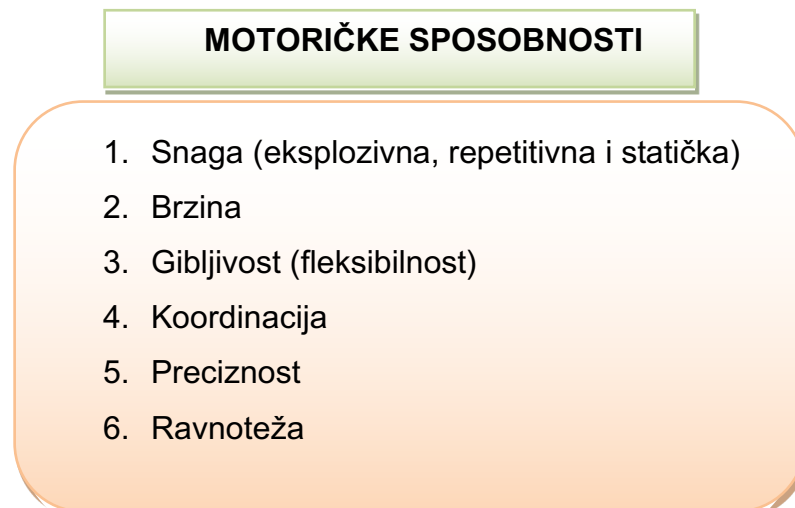 MOTORIČKE SPOSOBNOSTI
1. Snaga (eksplozivna, repetitivna i statička)
2. Brzina
3. Gibljivost (fleksibilnost)
4. Koordinacija
5. Preciznost
6. Ravnoteža